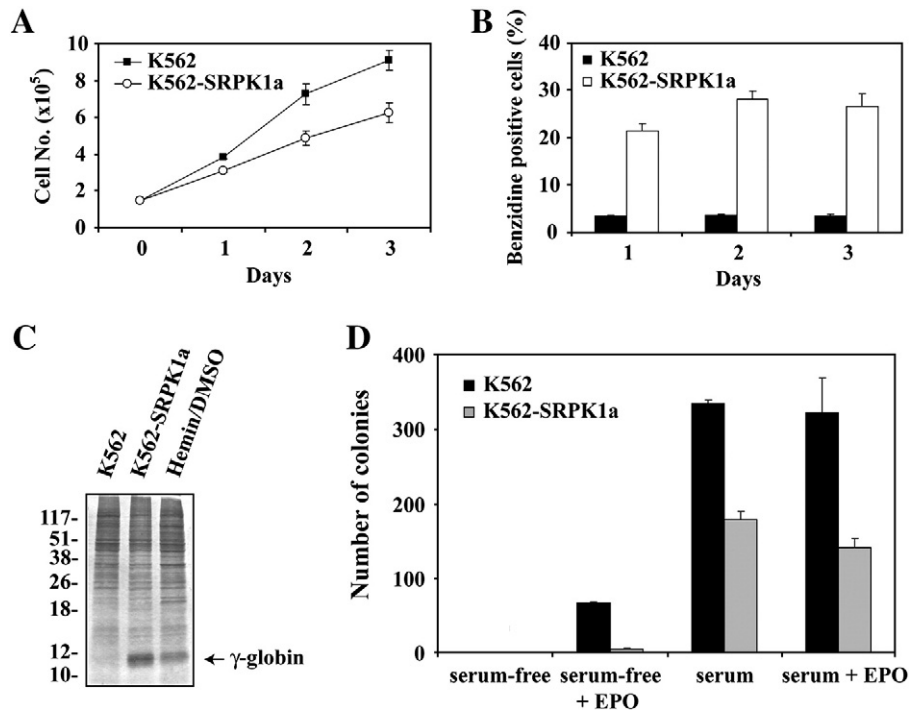 A
K562
K562-SRPK1a
Cell No. (x10⁵)
10
8
6
4
2
0
0 1 2 3
Days
B
K562
K562-SRPK1a
Benzidine positive cells (%)
40
30
20
10
0
1 2 3
Days
C
K562
K562-SRPK1a
Hemin/DMSO
117-
51-
38-
26-
18-
12-
10-
γ-globin
D
K562
K562-SRPK1a
Number of colonies
400
300
200
100
0
serum-free serum-free serum serum + EPO
+ EPO